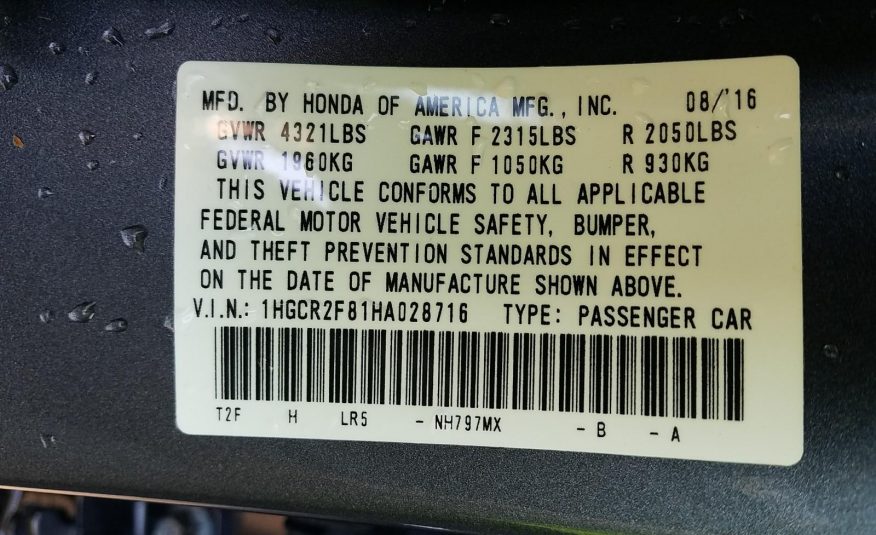 MFD. BY HONDA OF AMERICA MFG., INC. 08/'16
GVWR 4321LBS GAWR F 2315LBS R 2050LBS
GVWR 1960KG GAWR F 1050KG R 930KG
THIS VEHICLE CONFORMS TO ALL APPLICABLE
FEDERAL MOTOR VEHICLE SAFETY, BUMPER,
AND THEFT PREVENTION STANDARDS IN EFFECT
ON THE DATE OF MANUFACTURE SHOWN ABOVE.
V.I.N.: 1HGCR2F81HA028716 TYPE: PASSENGER CAR
T2F H LR5 - NH797MX - B - A